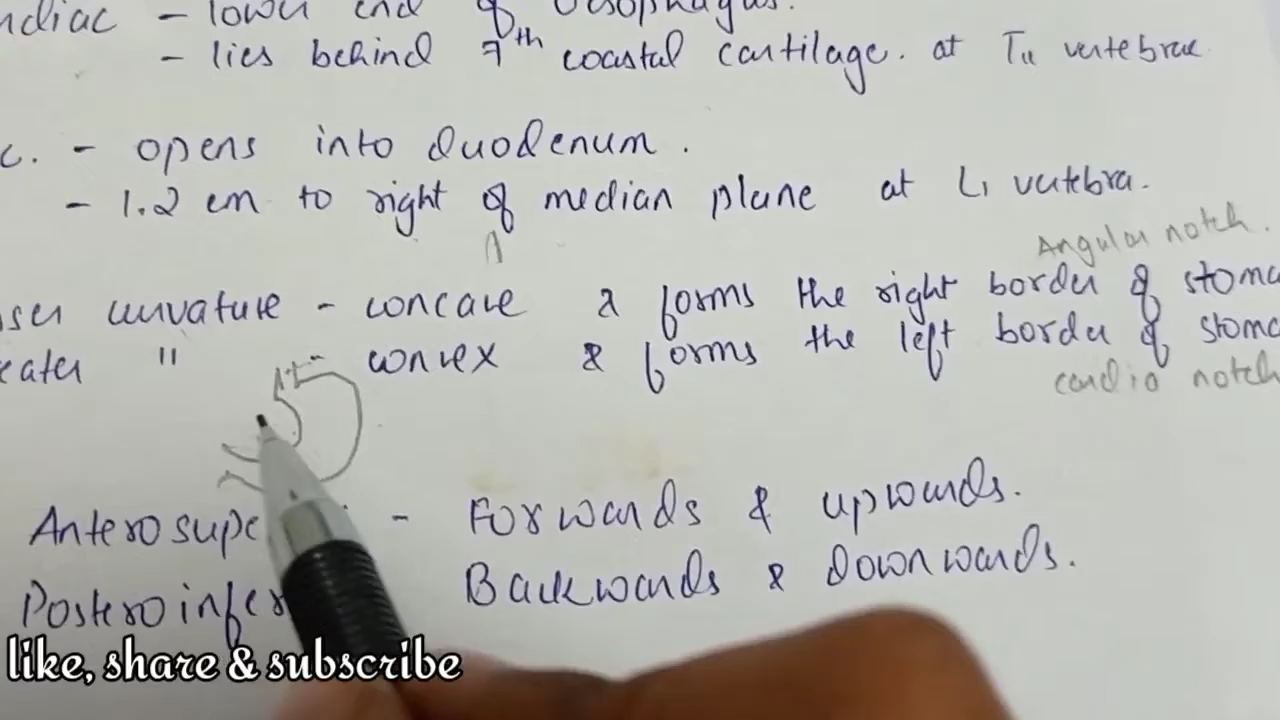 ndiac - lower end of Oesophagus.
- lies behind 7th coastal cartilage. at T11 vertebrae
c. - opens into duodenum.
- 1.2 cm to right of median plane at L1 vertebra.
Angular notch.
sser curvature - concave & forms the right border of stoma
eater " convex & forms the left border of stoma
cardia notch
Anterosupe - Forwards & upwards.
Posteroinfer Backwards & downwards.
like, share & subscribe